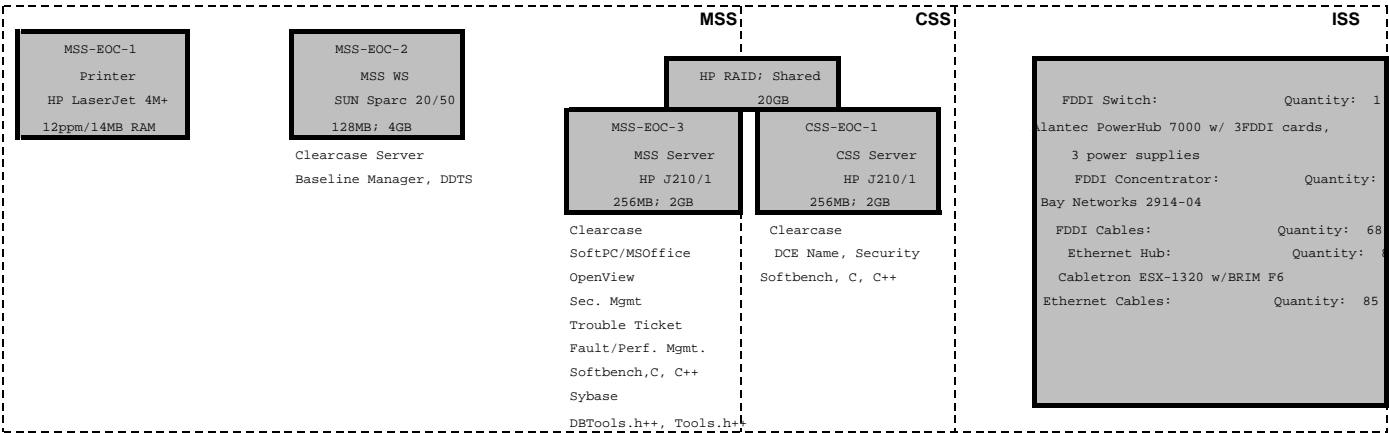 MSS
CSS
ISS
MSS-EOC-1
Printer
HP LaserJet 4M+
12ppm/14MB RAM
MSS-EOC-2
MSS WS
SUN Sparc 20/50
128MB; 4GB
Clearcase Server
Baseline Manager, DDTS
HP RAID; Shared
20GB
MSS-EOC-3
MSS Server
HP J210/1
256MB; 2GB
Clearcase
SoftPC/MSOffice
OpenView
Sec. Mgmt
Trouble Ticket
Fault/Perf. Mgmt.
Softbench,C, C++
Sybase
DBTools.h++, Tools.h++
CSS-EOC-1
CSS Server
HP J210/1
256MB; 2GB
Clearcase
DCE Name, Security
Softbench, C, C++
FDDI Switch: Quantity: 1
Alantec PowerHub 7000 w/ 3FDDI cards,
3 power supplies
FDDI Concentrator: Quantity:
Bay Networks 2914-04
FDDI Cables: Quantity: 68
Ethernet Hub: Quantity:
Cabletron ESX-1320 w/BRIM F6
Ethernet Cables: Quantity: 85